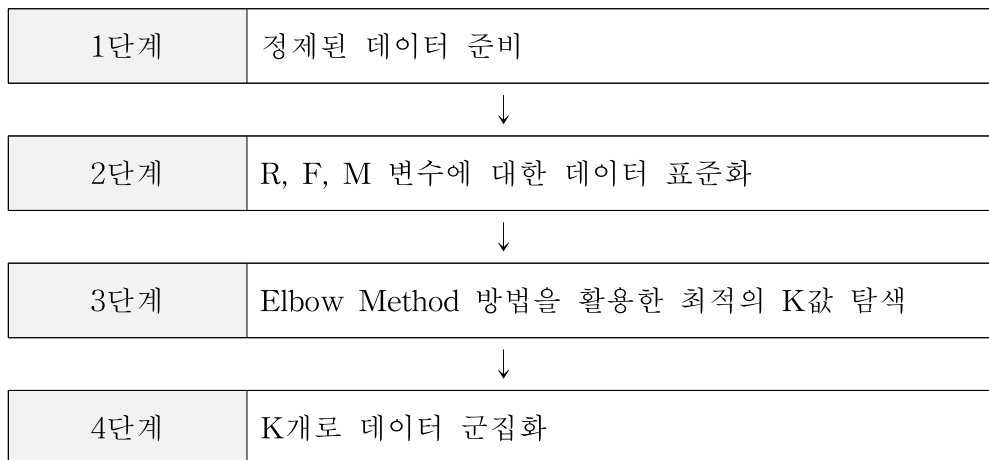 1단계 정제된 데이터 준비
↓
2단계 R, F, M 변수에 대한 데이터 표준화
↓
3단계 Elbow Method 방법을 활용한 최적의 K값 탐색
↓
4단계 K개로 데이터 군집화